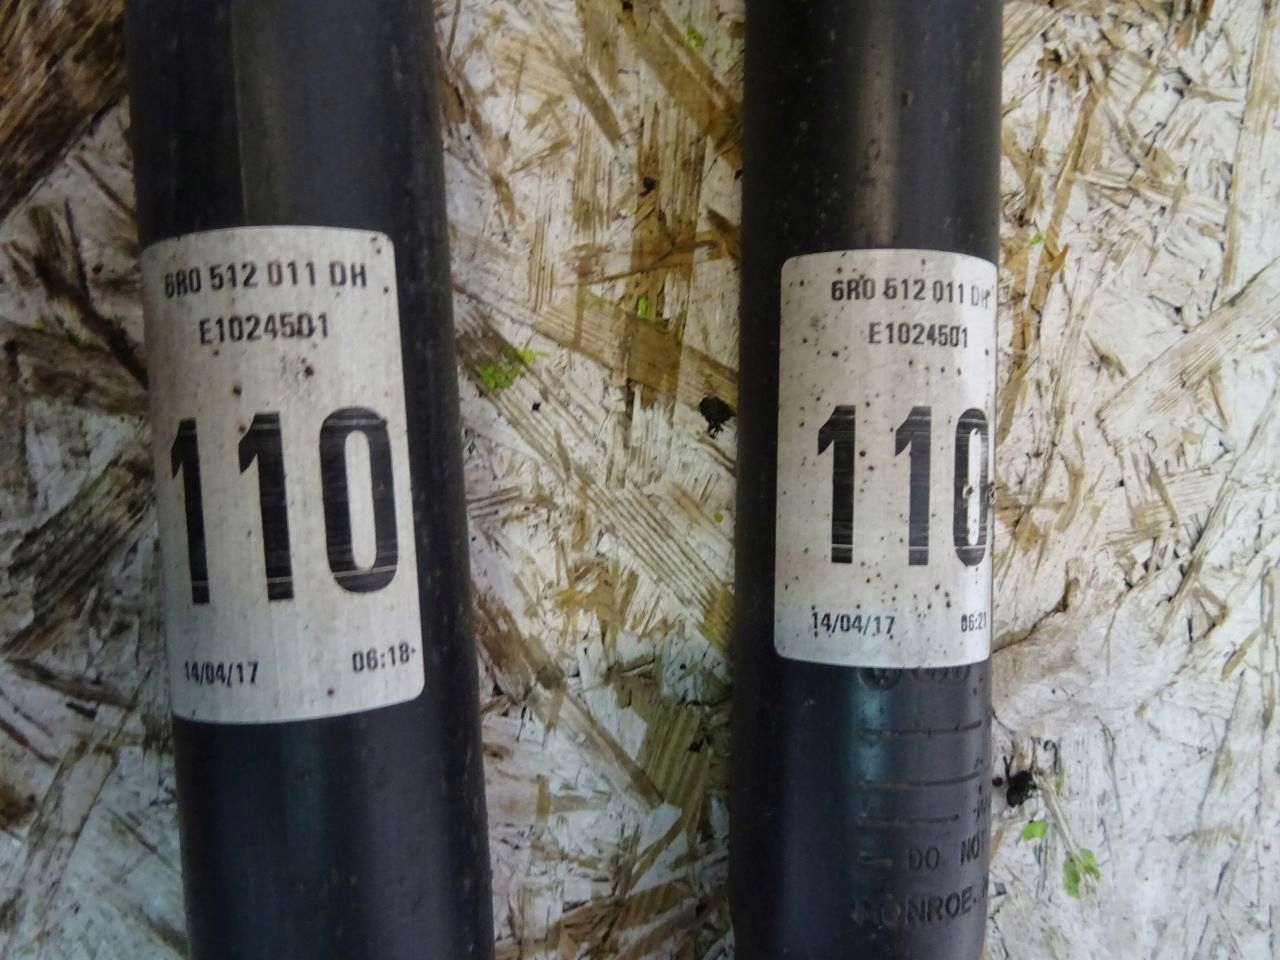 6R0 512 011 DH
E1024501
110
14/04/17 06:18
6R0 512 011 DH
E1024501
110
14/04/17 06:21
DO NOT
MONROE